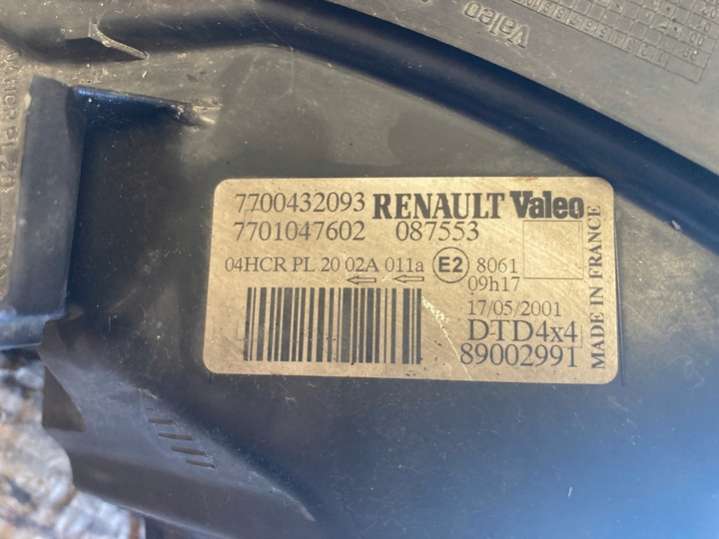 Valeo
7700432093 RENAULT Valeo
7701047602 087553
04HCR PL 20 02A 011a E2 8061
09h17
17/05/2001
DTD4x4
89002991
MADE IN FRANCE